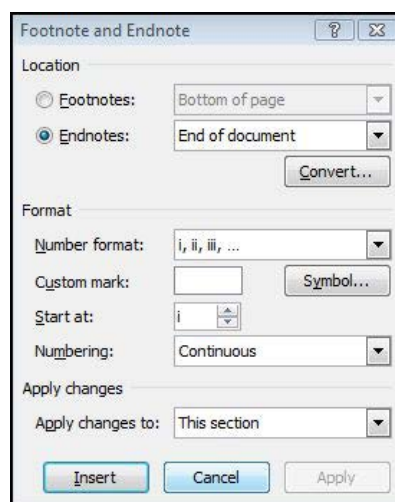 Footnote and Endnote
Location
Footnotes: Bottom of page
Endnotes: End of document
Convert...
Format
Number format: i, ii, iii, ...
Custom mark: Symbol...
Start at: i
Numbering: Continuous
Apply changes
Apply changes to: This section
Insert Cancel Apply